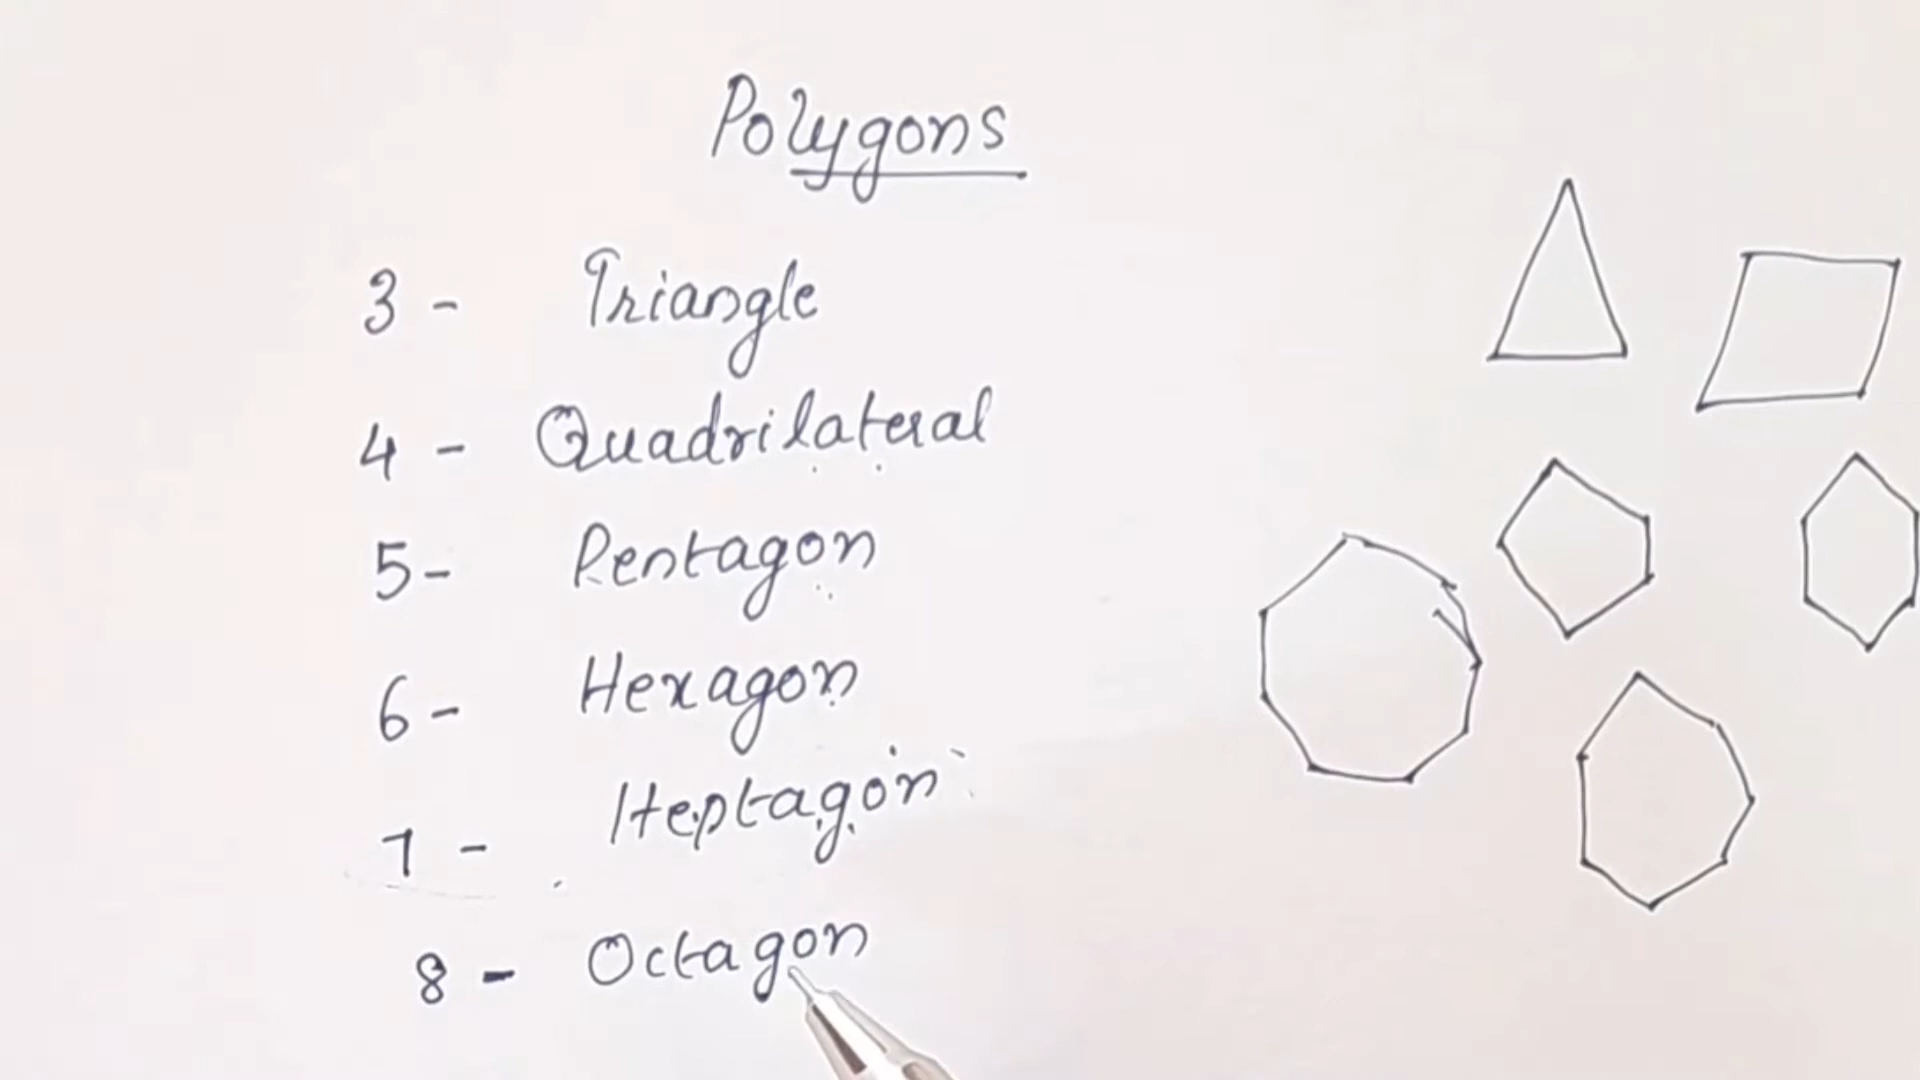 Polygons
3 - Triangle
4 - Quadrilateral
5 - Pentagon
6 - Hexagon
7 - Heptagon
8 - Octagon